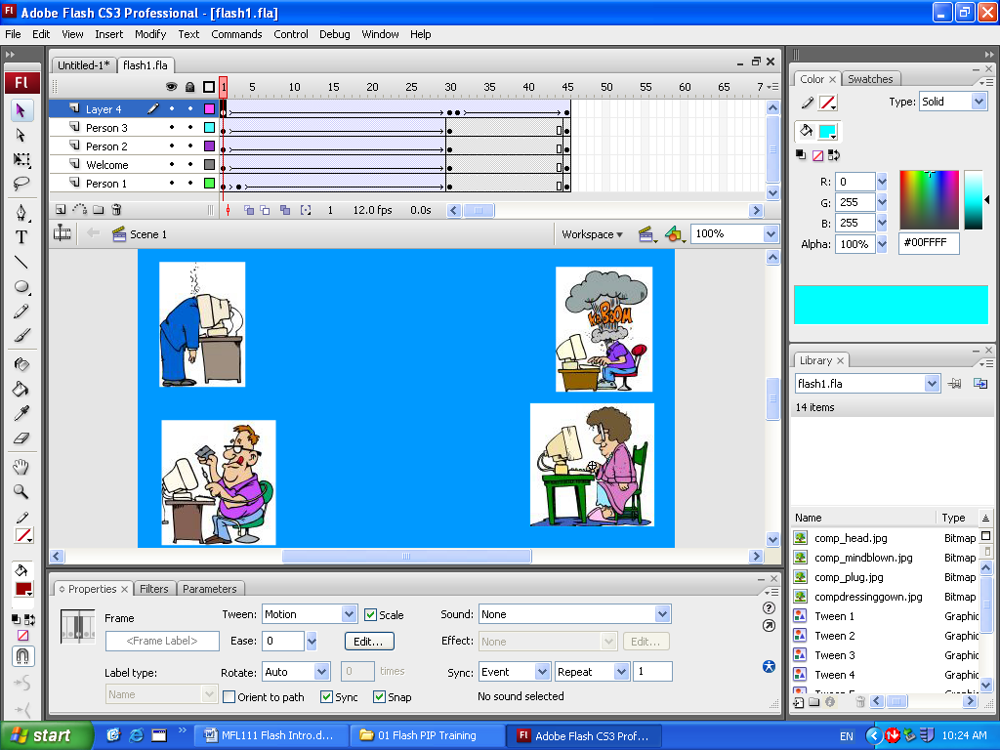 Fl Adobe Flash CS3 Professional - [flash1.fla]
File Edit View Insert Modify Text Commands Control Debug Window Help
Untitled-1* flash1.fla
1 5 10 15 20 25 30 35 40 45 50 55 60 65 7
Layer 4
Person 3
Person 2
Welcome
Person 1
1 12.0 fps 0.0s
Scene 1 Workspace 100%
KABOOM
Fl
T
Color Swatches
Type: Solid
R: 0
G: 255
B: 255
Alpha: 100% #00FFFF
Library
flash1.fla
14 items
Name Type
comp_head.jpg Bitmap
comp_mindblown.jpg Bitmap
comp_plug.jpg Bitmap
compdressinggown.jpg Bitmap
Tween 1 Graphic
Tween 2 Graphic
Tween 3 Graphic
Tween 4 Graphic
Properties Filters Parameters
Frame Tween: Motion Scale Sound: None
<Frame Label> Ease: 0 Edit... Effect: None Edit...
Label type: Rotate: Auto 0 times Sync: Event Repeat 1
Name Orient to path Sync Snap No sound selected
start MFL111 Flash Intro.d... 01 Flash PIP Training Fl Adobe Flash CS3 Prof... EN 10:24 AM